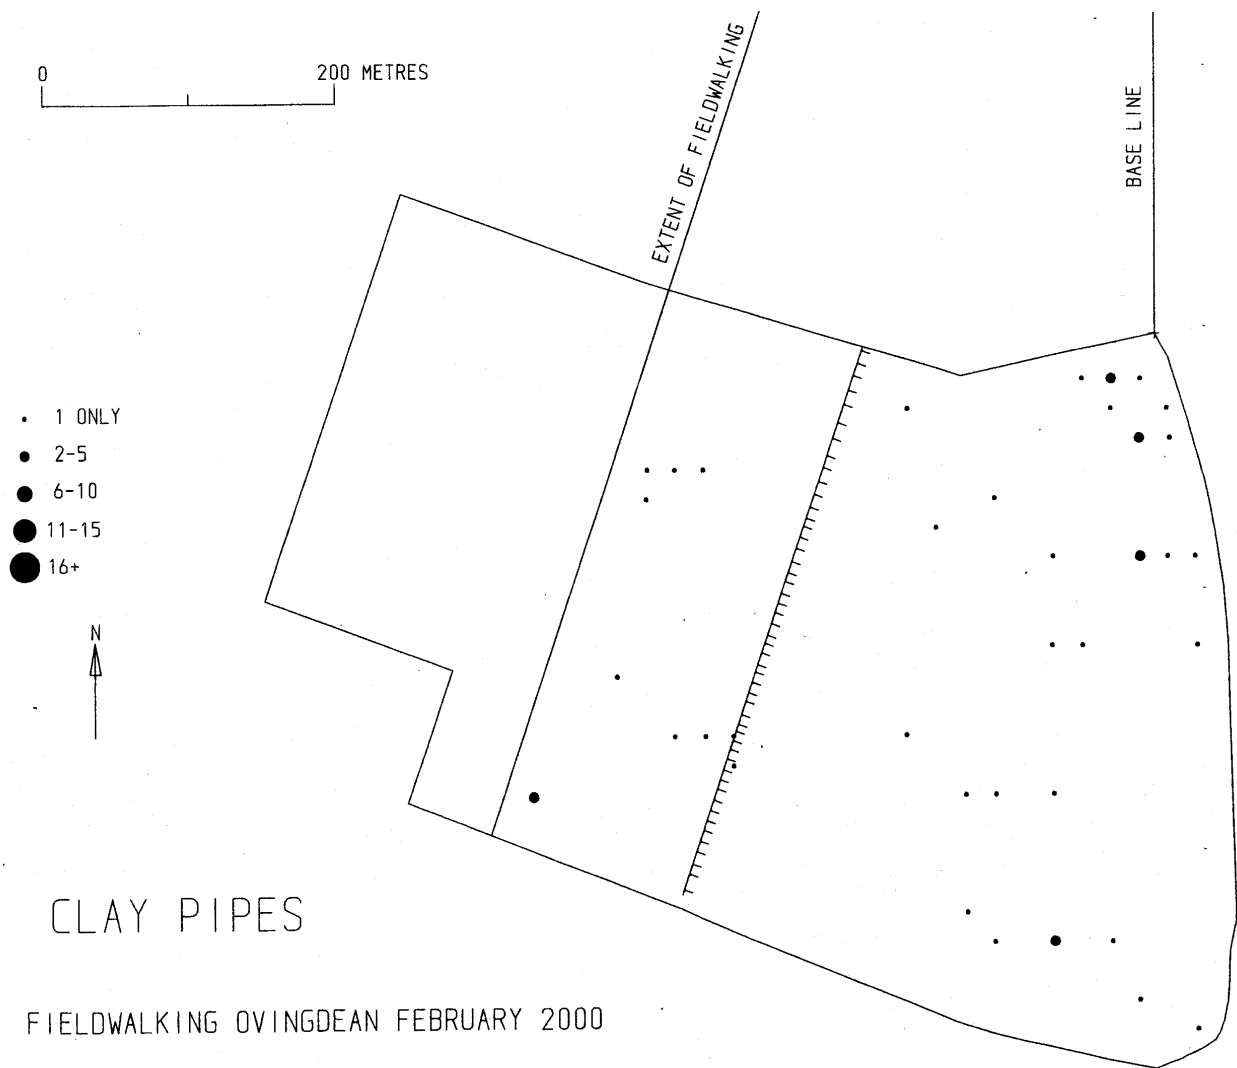 0 200 METRES
EXTENT OF FIELDWALKING
BASE LINE
1 ONLY
2-5
6-10
11-15
16+
N
CLAY PIPES
FIELDWALKING OVINGDEAN FEBRUARY 2000